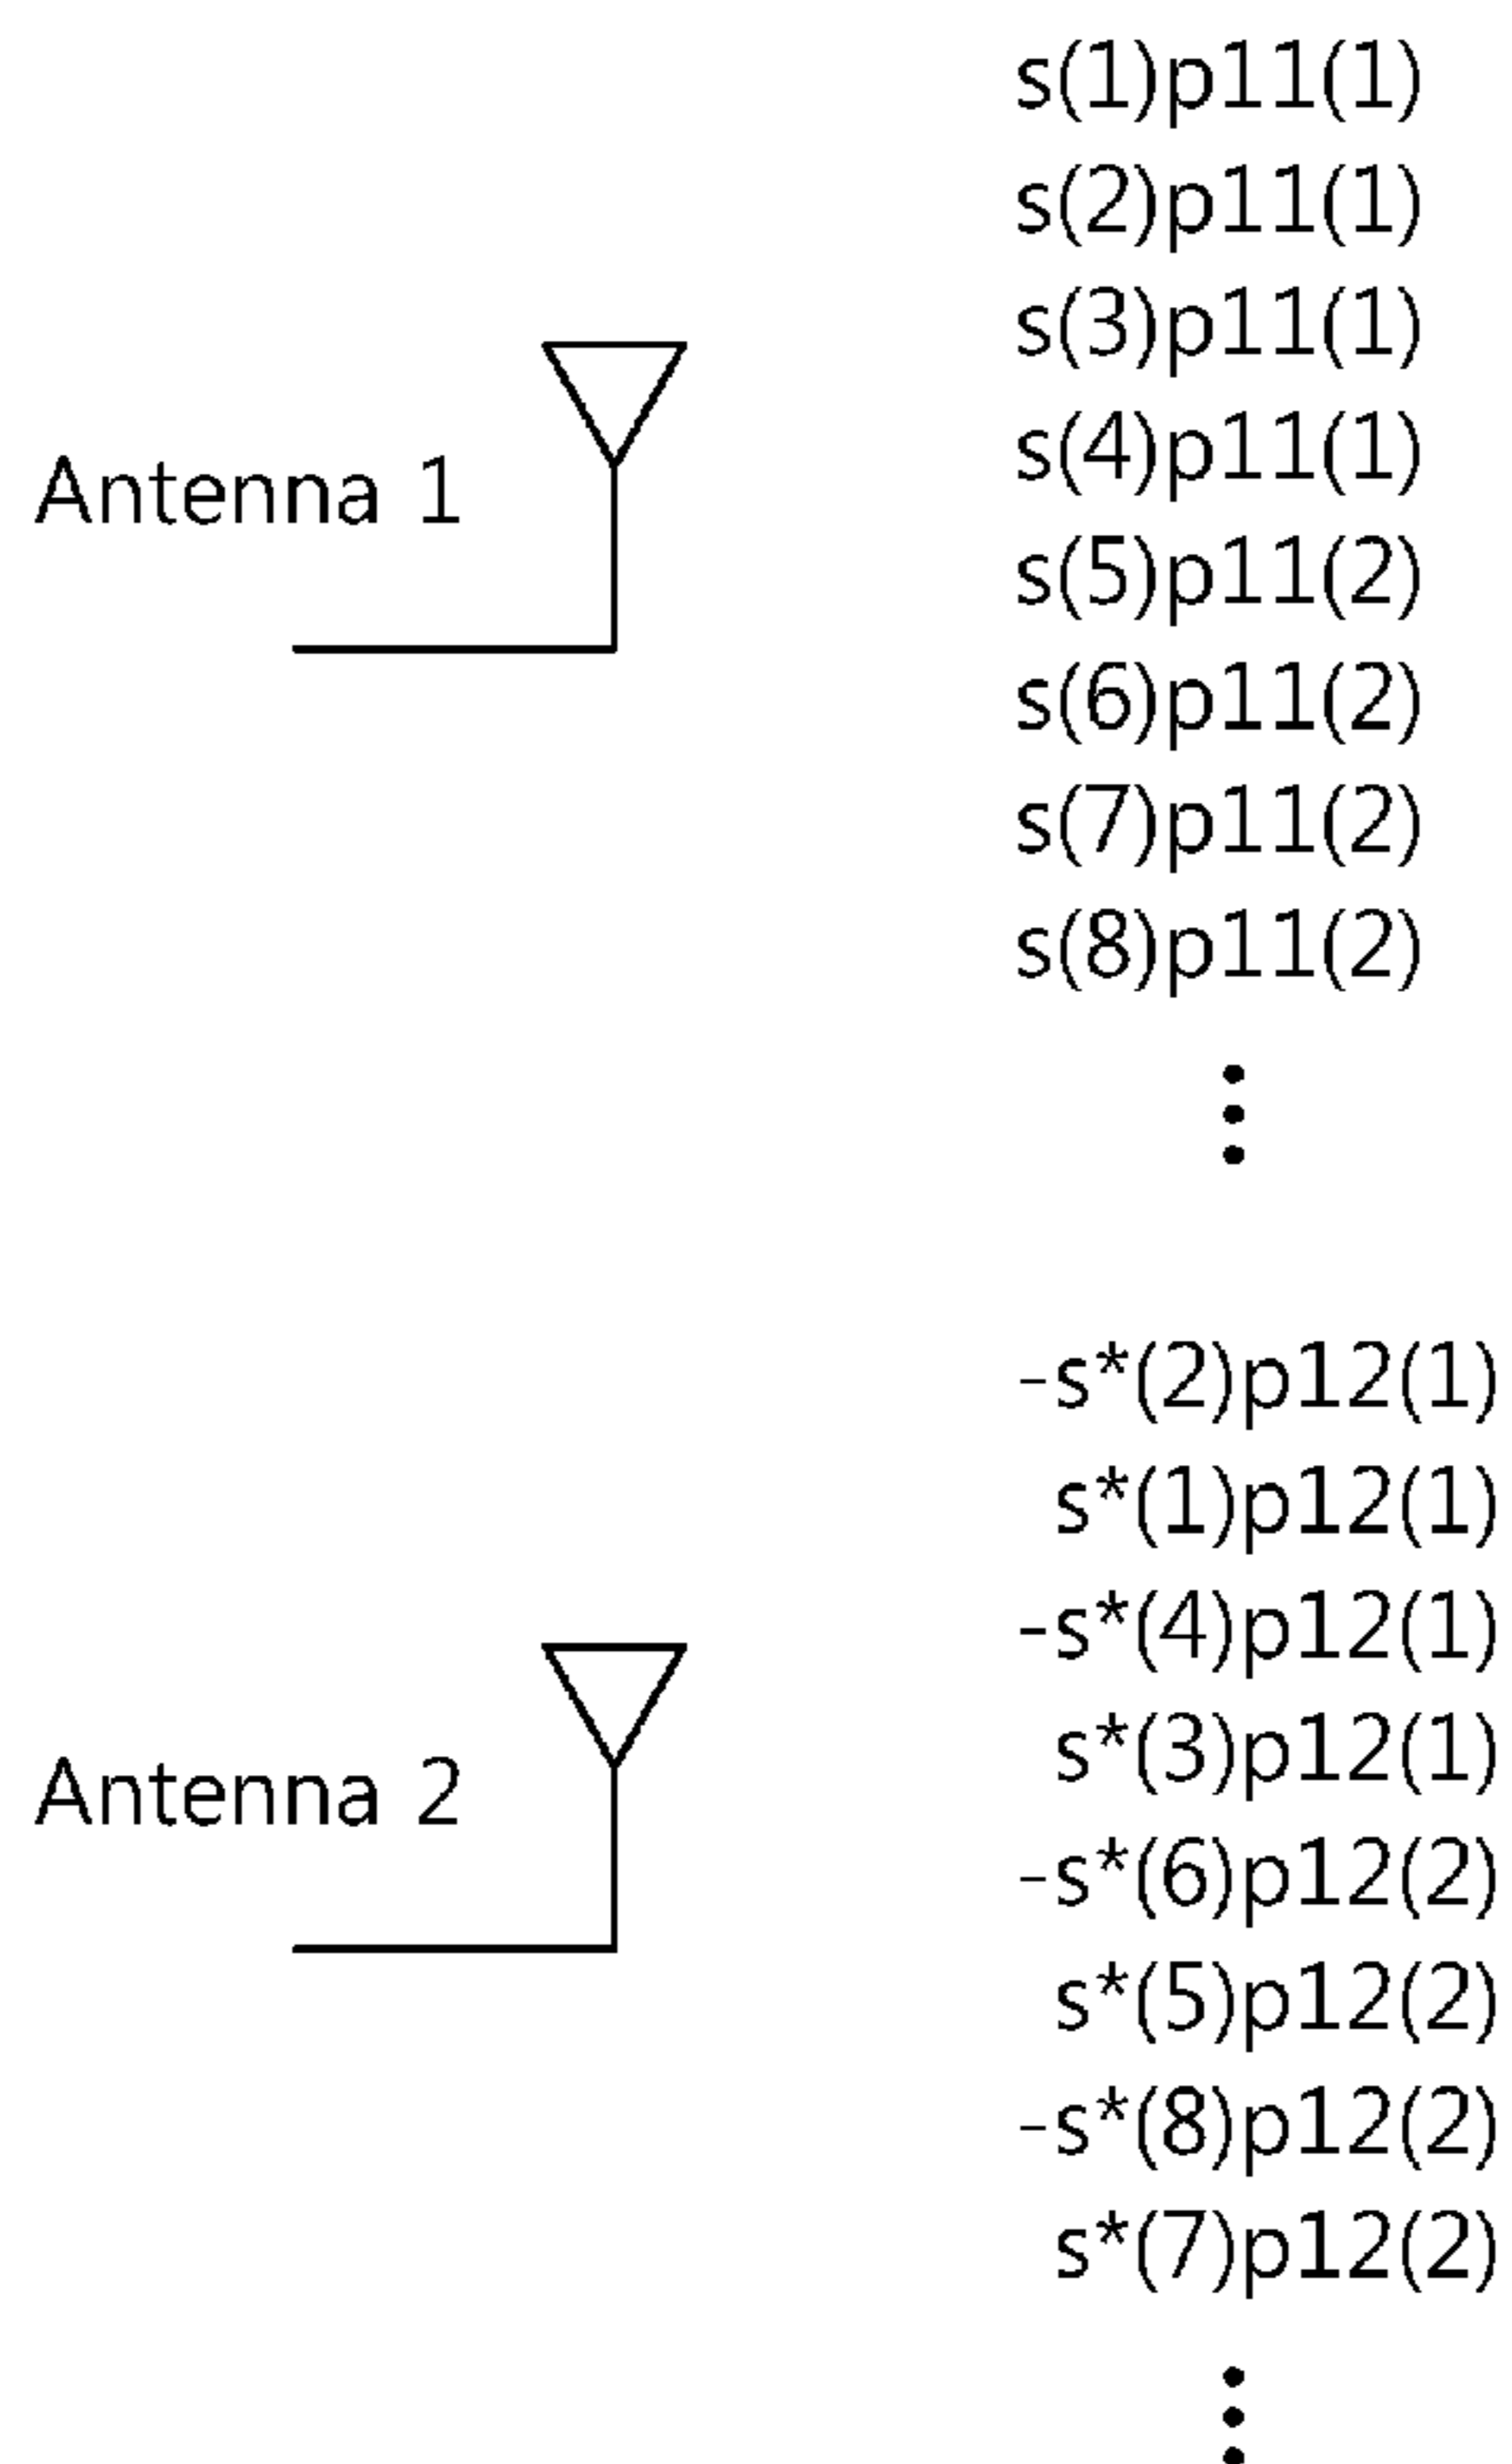 s(1)p11(1)
s(2)p11(1)
s(3)p11(1)
s(4)p11(1)
Antenna 1
s(5)p11(2)
s(6)p11(2)
s(7)p11(2)
s(8)p11(2)
-s*(2)p12(1)
s*(1)p12(1)
-s*(4)p12(1)
s*(3)p12(1)
Antenna 2
-s*(6)p12(2)
s*(5)p12(2)
-s*(8)p12(2)
s*(7)p12(2)